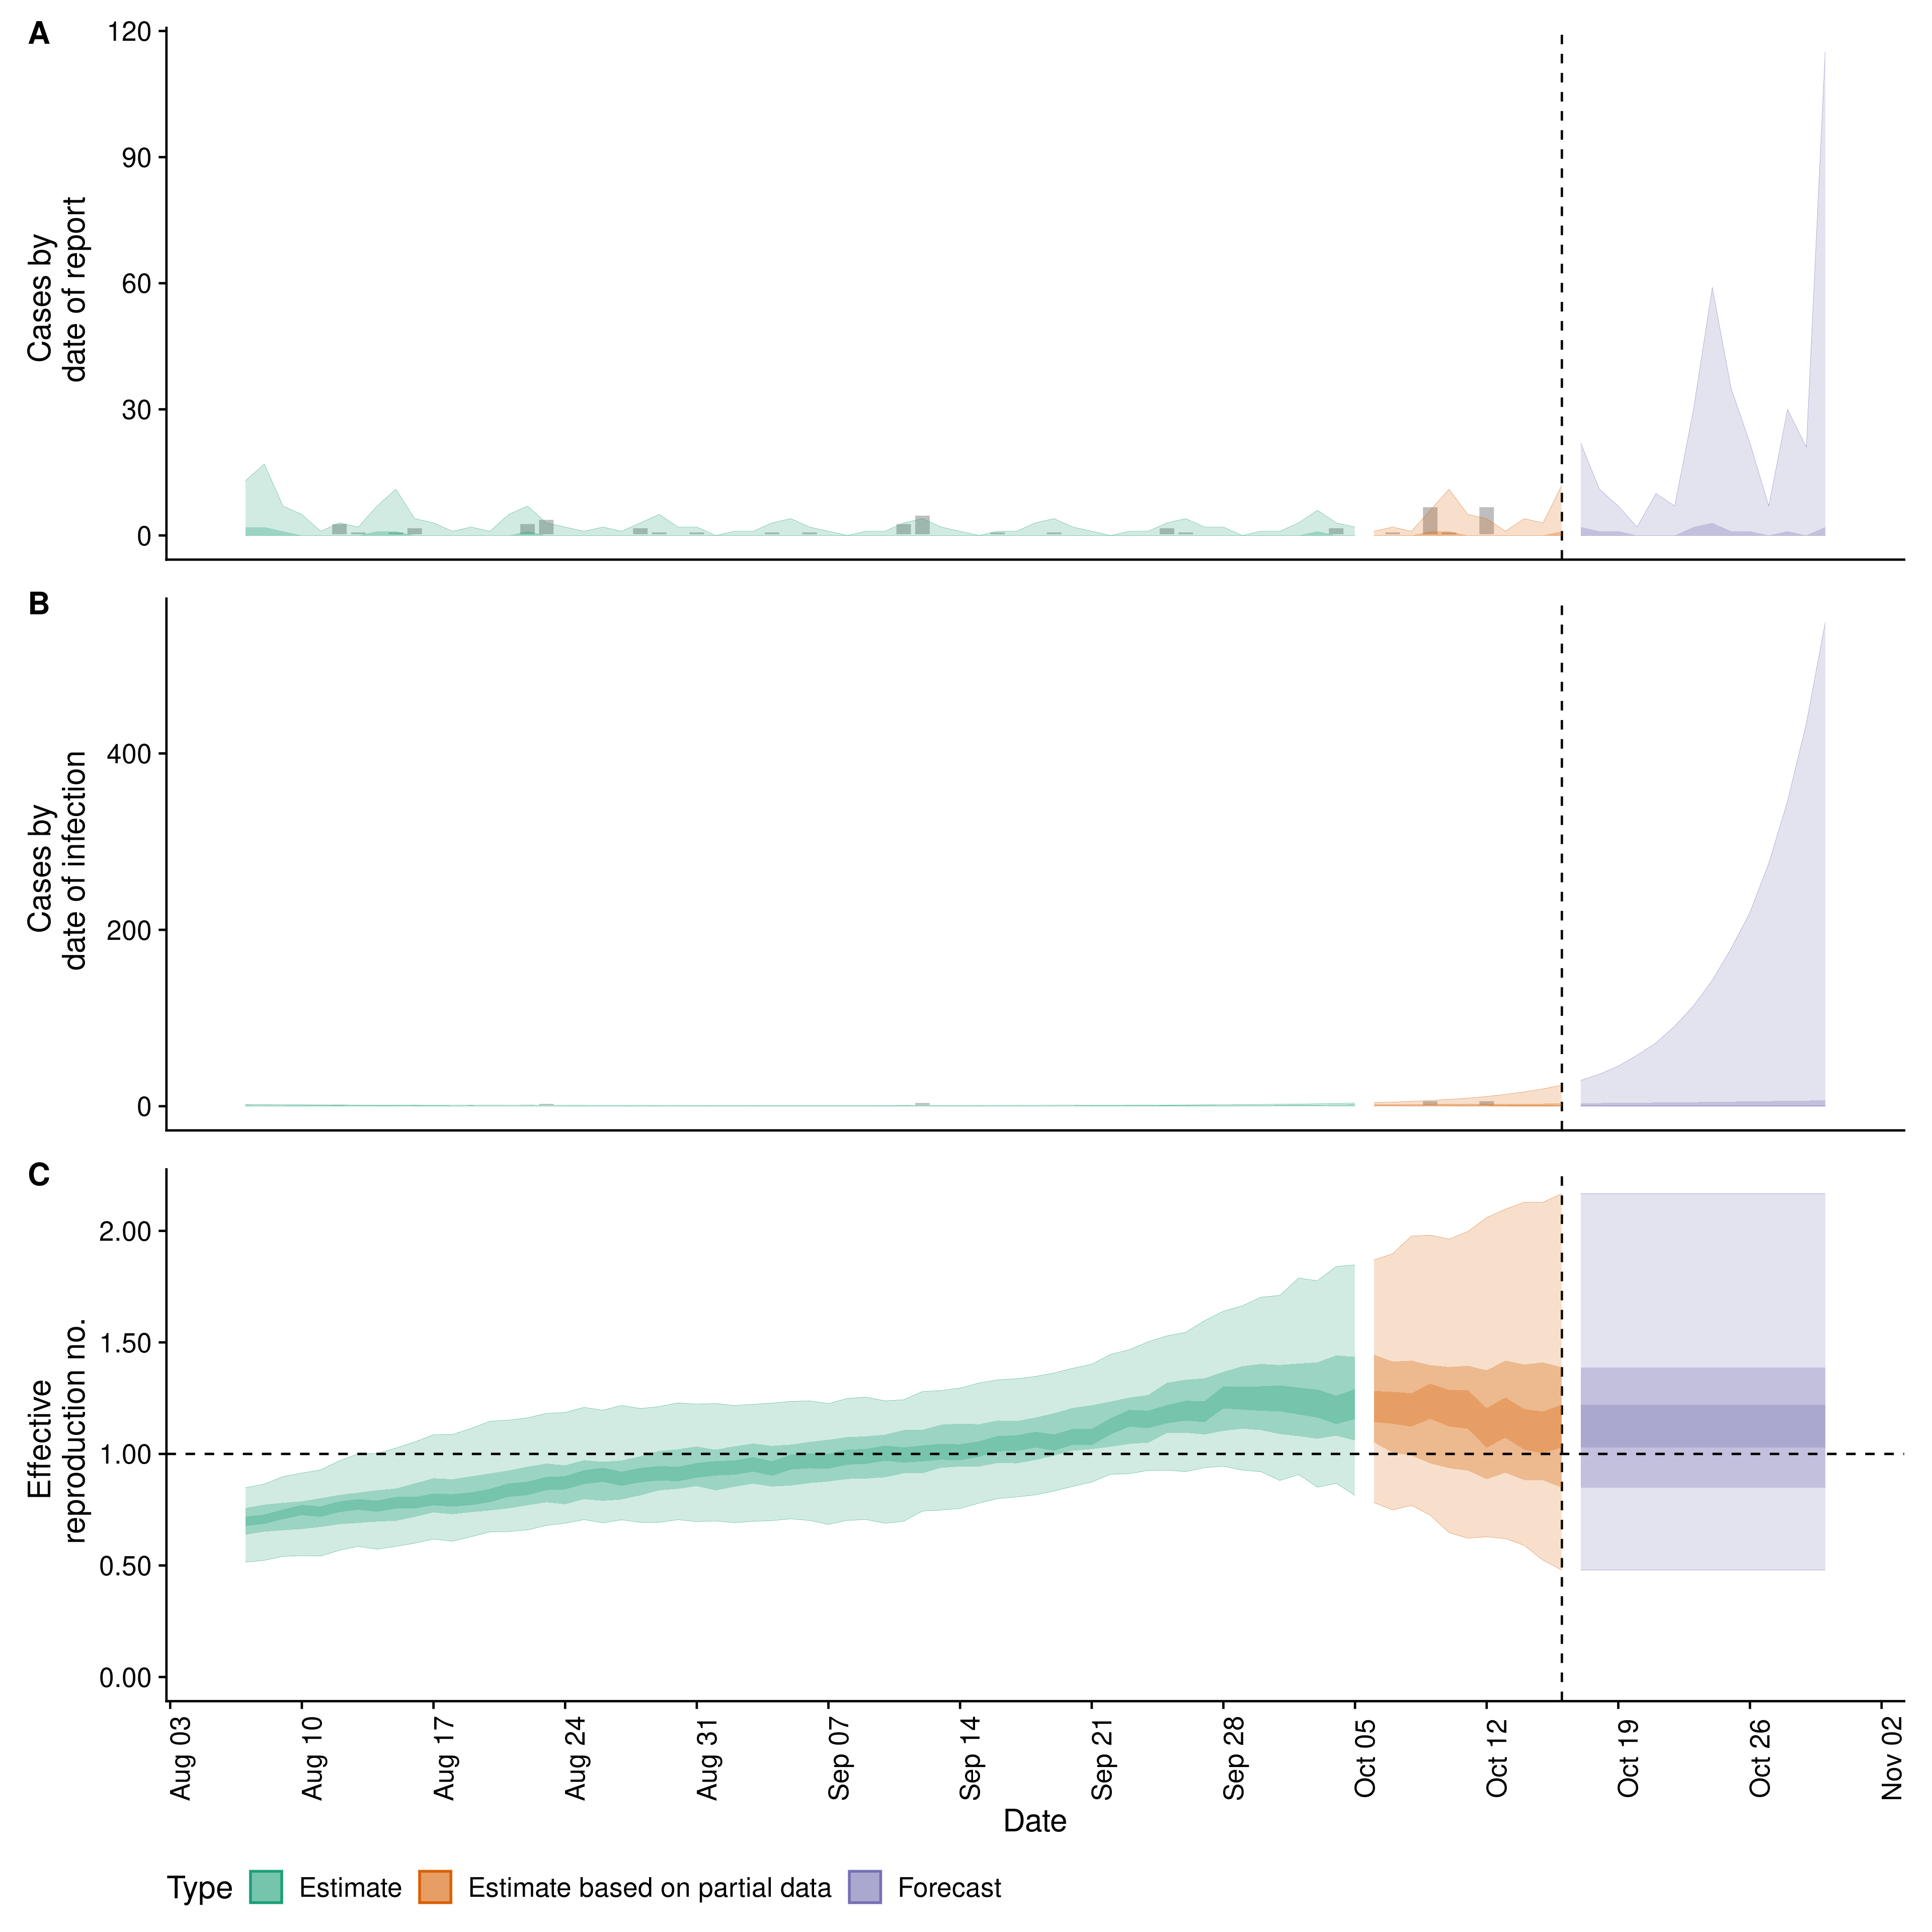 A
120
90
60
30
0
Cases by
date of report
B
400
200
0
Cases by
date of infection
C
2.00
1.50
1.00
0.50
0.00
Effective
reproduction no.
Aug 03
Aug 10
Aug 17
Aug 24
Aug 31
Sep 07
Sep 14
Sep 21
Sep 28
Oct 05
Oct 12
Oct 19
Oct 26
Nov 02
Date
Type Estimate Estimate based on partial data Forecast